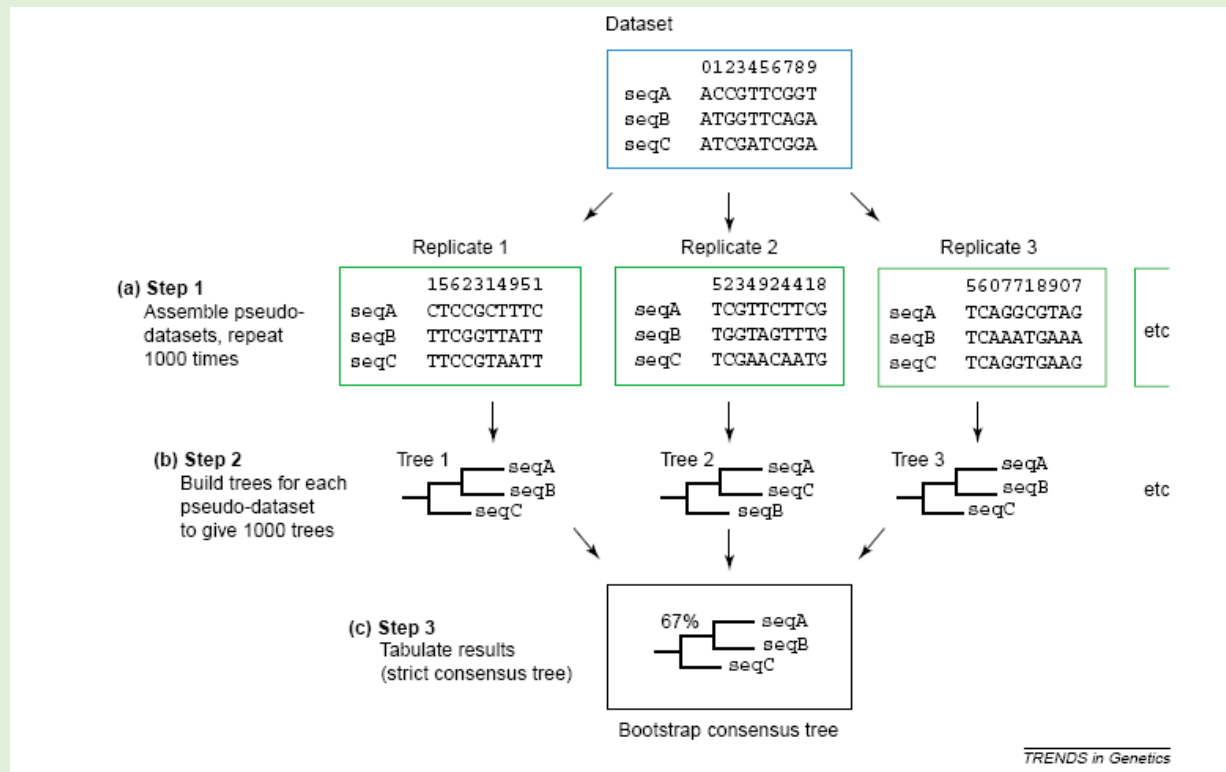 Dataset
0123456789
seqA ACCGTTCGGT
seqB ATGGTTCAGA
seqC ATCGATCGGA
(a) Step 1
Assemble pseudo-
datasets, repeat
1000 times
Replicate 1
1562314951
seqA CTCCGCTTTC
seqB TTCGGTTATT
seqC TTCCGTAATT
Replicate 2
5234924418
seqA TCGTTCTTCG
seqB TGGTAGTTTG
seqC TCGAACAATG
Replicate 3
5607718907
seqA TCAGGCGTAG
seqB TCAAATGAAA
seqC TCAGGTGAAG
etc
(b) Step 2
Build trees for each
pseudo-dataset
to give 1000 trees
Tree 1
seqA
seqB
seqC
Tree 2
seqA
seqC
seqB
Tree 3
seqA
seqB
seqC
etc
(c) Step 3
Tabulate results
(strict consensus tree)
67%
seqA
seqB
seqC
Bootstrap consensus tree
TRENDS in Genetics